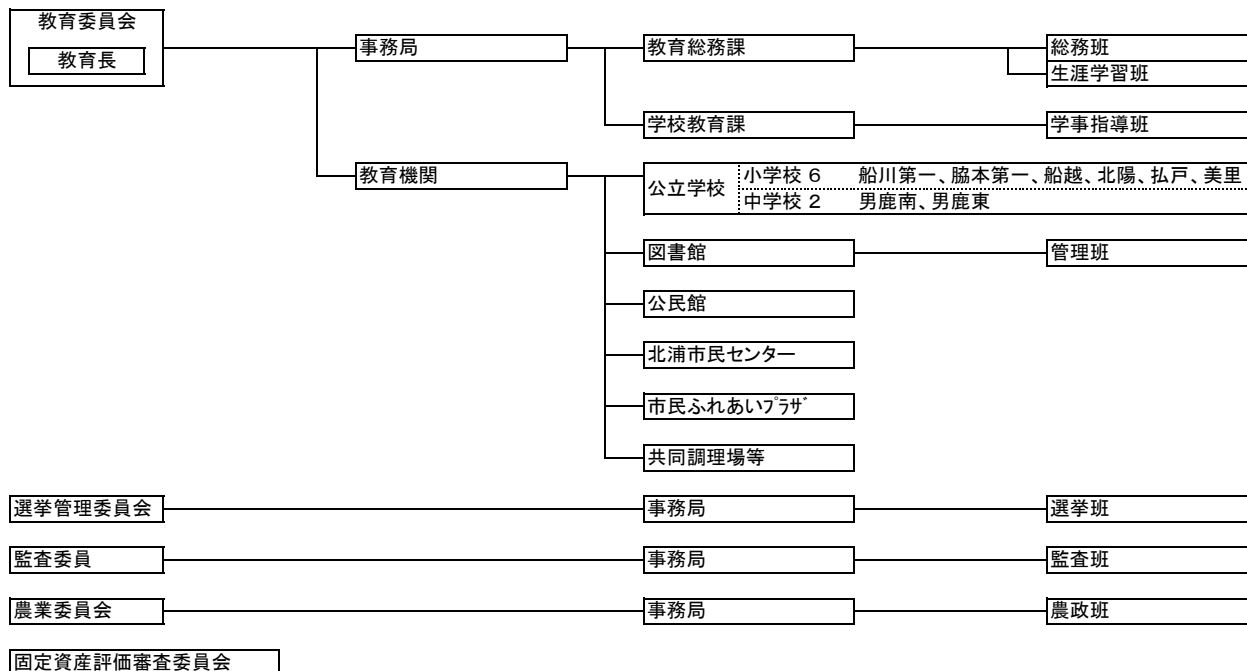 教育委員会
教育長
事務局
教育総務課
総務班
生涯学習班
学校教育課
学事指導班
教育機関
公立学校
小学校 6 船川第一、脇本第一、船越、北陽、払戸、美里
中学校 2 男鹿南、男鹿東
図書館
管理班
公民館
北浦市民センター
市民ふれあいﾌﾟﾗｻﾞ
共同調理場等
選挙管理委員会
事務局
選挙班
監査委員
事務局
監査班
農業委員会
事務局
農政班
固定資産評価審査委員会